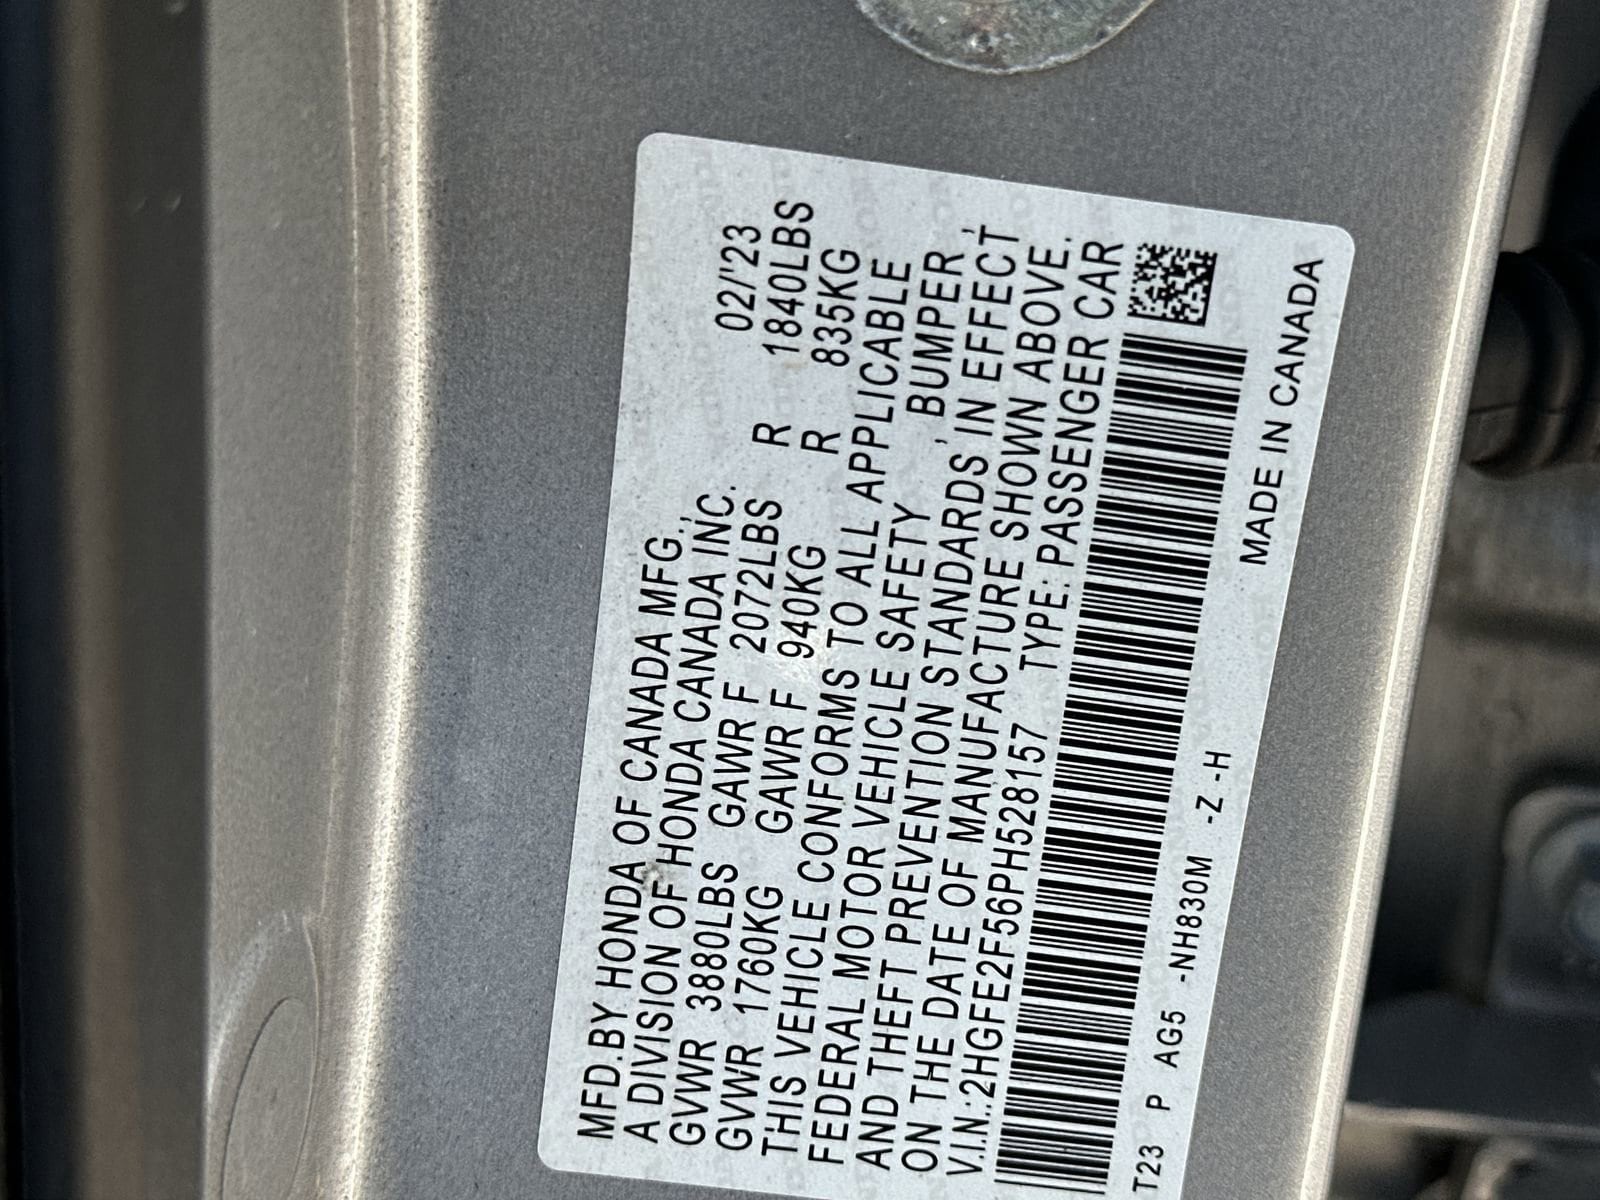 MFD.BY HONDA OF CANADA MFG.,
A DIVISION OF HONDA CANADA INC. 02/'23
GVWR 3880LBS GAWR F 2072LBS R 1840LBS
GVWR 1760KG GAWR F 940KG R 835KG
THIS VEHICLE CONFORMS TO ALL APPLICABLE
FEDERAL MOTOR VEHICLE SAFETY , BUMPER ,
AND THEFT PREVENTION STANDARDS IN EFFECT
ON THE DATE OF MANUFACTURE SHOWN ABOVE.
V.I.N.:2HGFE2F56PH528157 TYPE: PASSENGER CAR
T23 P AG5 -NH830M -Z -H MADE IN CANADA